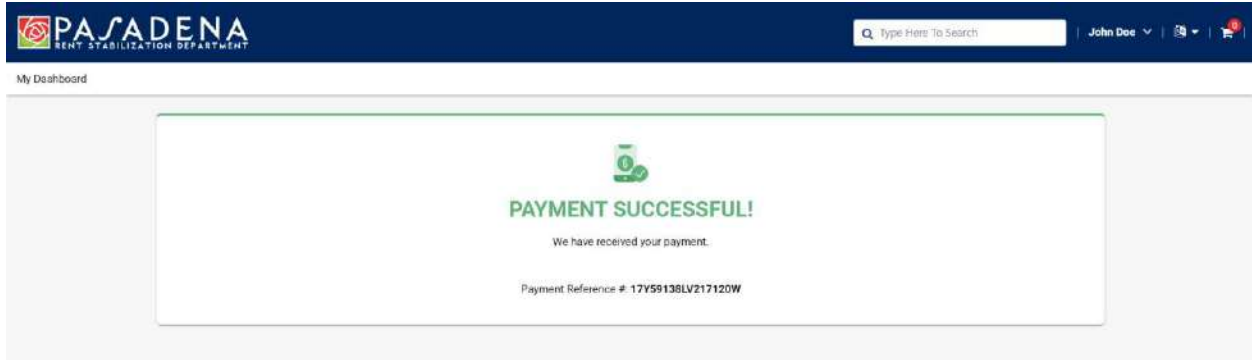 PASADENA
RENT STABILIZATION DEPARTMENT
Type Here To Search
John Doe
0
My Dashboard
PAYMENT SUCCESSFUL!
We have received your payment.
Payment Reference #: 17Y59138LV217120W